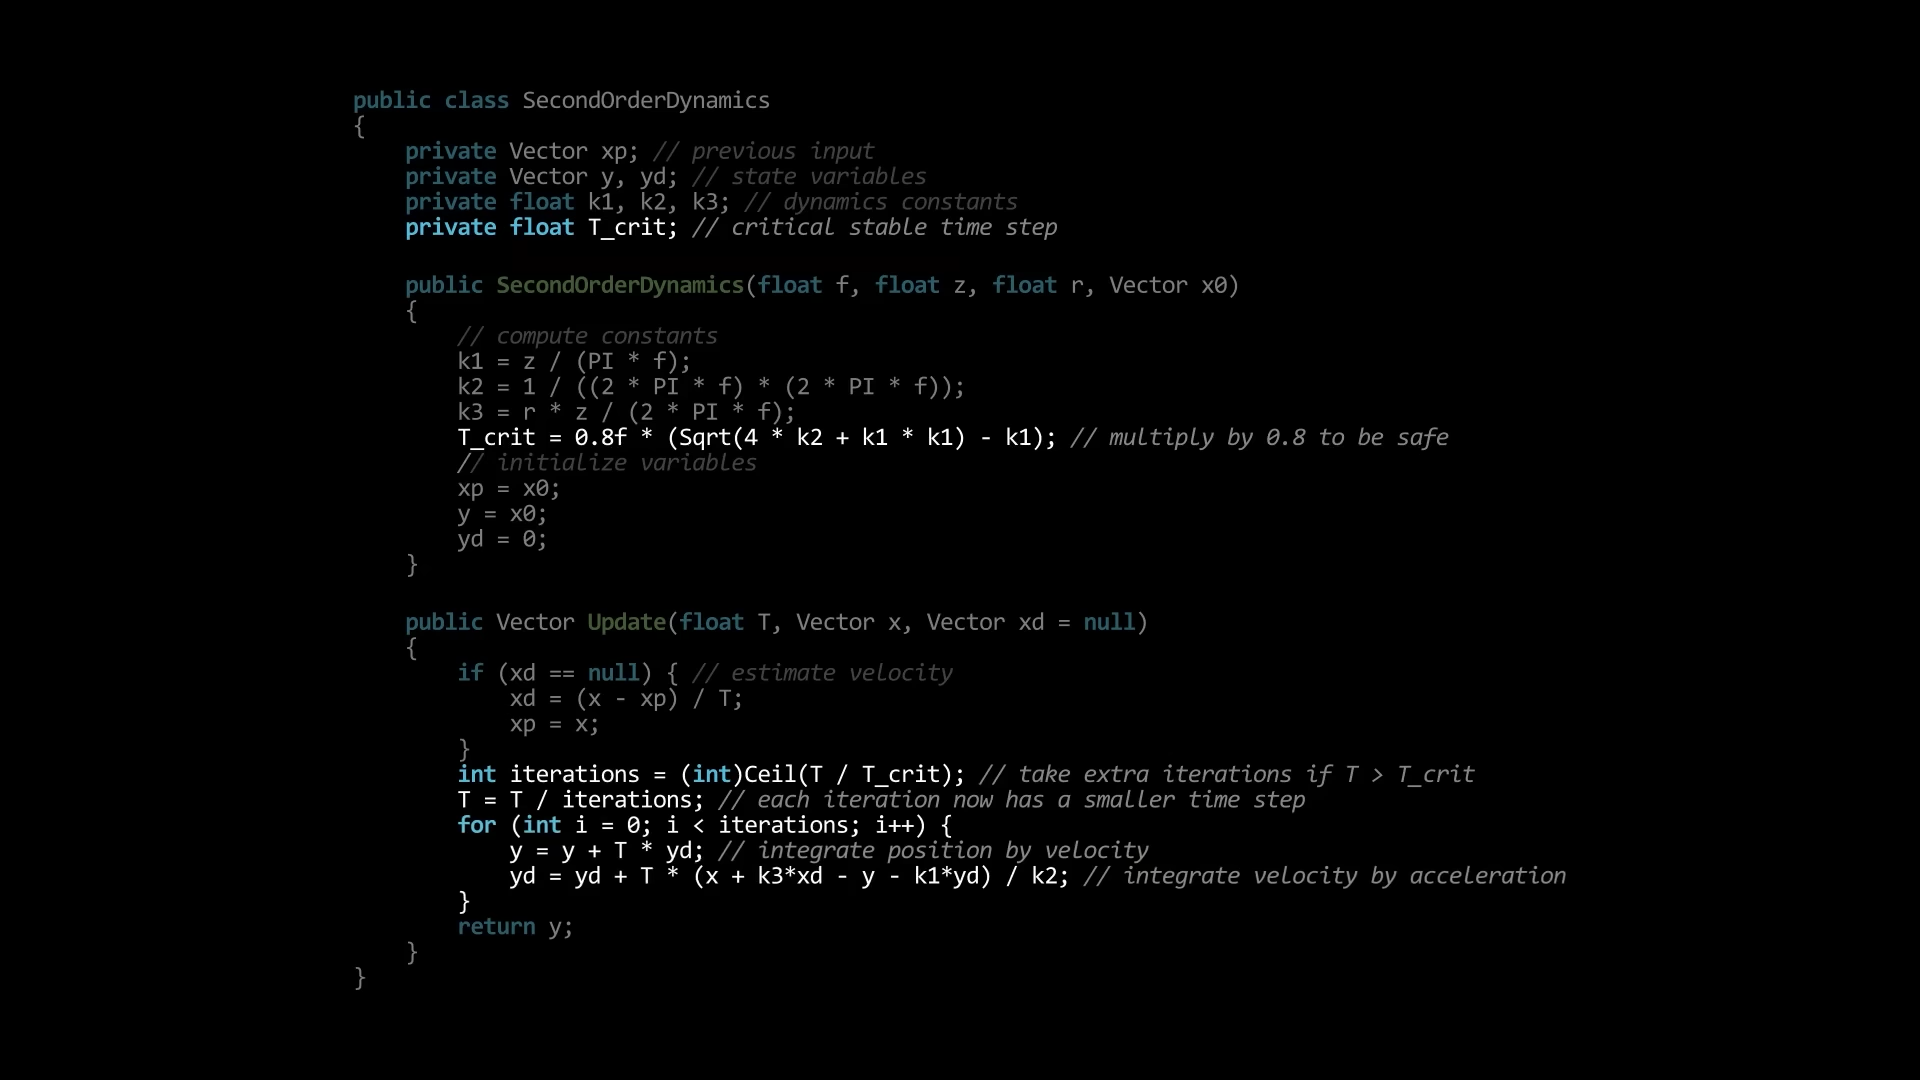 public class SecondOrderDynamics
{
    private Vector xp; // previous input
    private Vector y, yd; // state variables
    private float k1, k2, k3; // dynamics constants
    private float T_crit; // critical stable time step

    public SecondOrderDynamics(float f, float z, float r, Vector x0)
    {
        // compute constants
        k1 = z / (PI * f);
        k2 = 1 / ((2 * PI * f) * (2 * PI * f));
        k3 = r * z / (2 * PI * f);
        T_crit = 0.8f * (Sqrt(4 * k2 + k1 * k1) - k1); // multiply by 0.8 to be safe
        // initialize variables
        xp = x0;
        y = x0;
        yd = 0;
    }

    public Vector Update(float T, Vector x, Vector xd = null)
    {
        if (xd == null) { // estimate velocity
            xd = (x - xp) / T;
            xp = x;
        }
        int iterations = (int)Ceil(T / T_crit); // take extra iterations if T > T_crit
        T = T / iterations; // each iteration now has a smaller time step
        for (int i = 0; i < iterations; i++) {
            y = y + T * yd; // integrate position by velocity
            yd = yd + T * (x + k3*xd - y - k1*yd) / k2; // integrate velocity by acceleration
        }
        return y;
    }
}